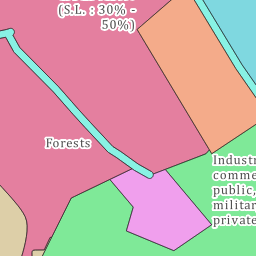 (S.L. : 30% -
50%)
Forests
Industr
comme
public,
militar
private